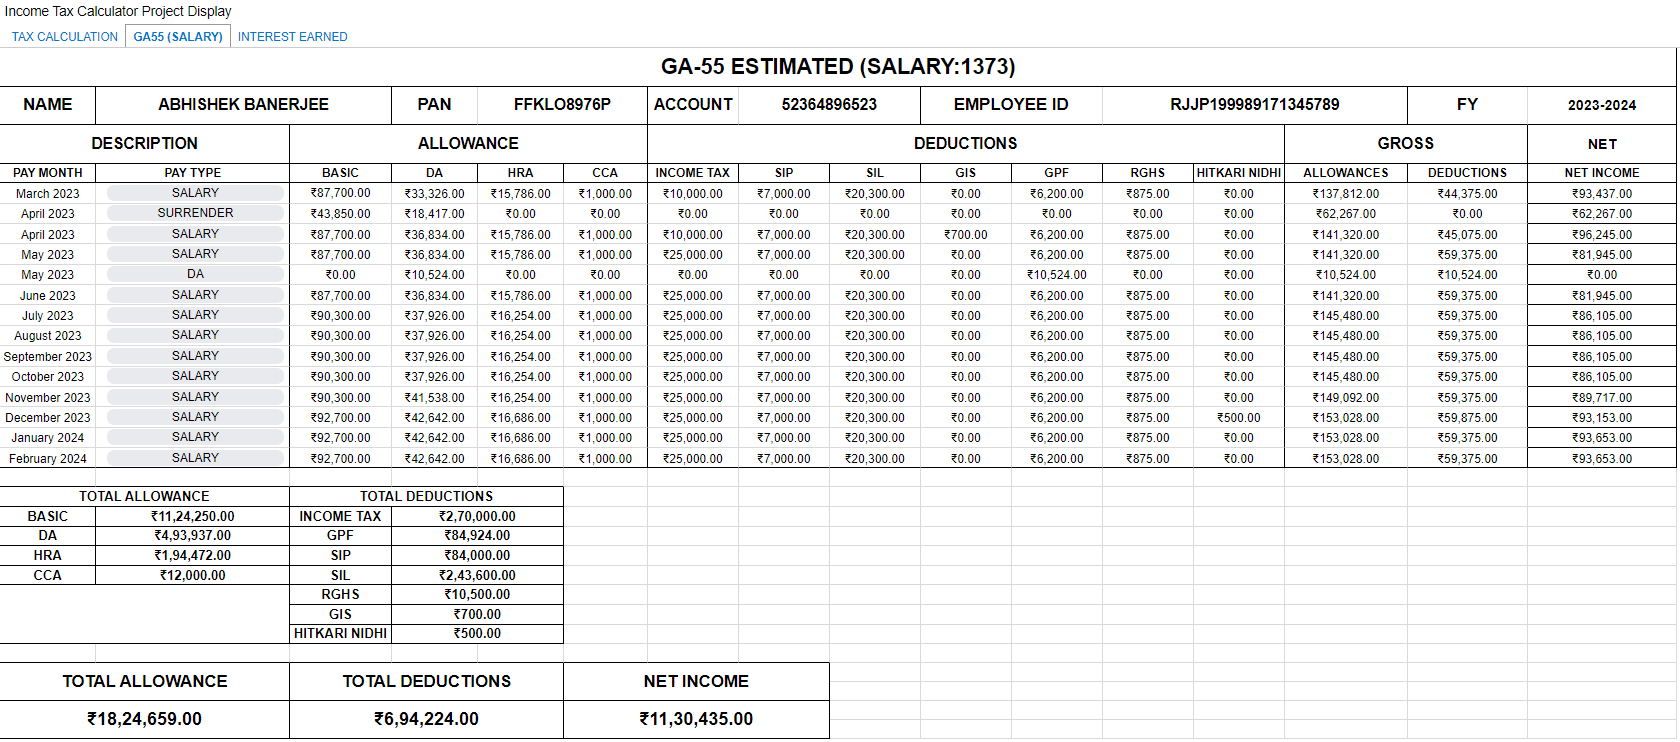 Income Tax Calculator Project Display
TAX CALCULATION GA55 (SALARY) INTEREST EARNED
GA-55 ESTIMATED (SALARY:1373)
NAME ABHISHEK BANERJEE PAN FFKLO8976P ACCOUNT 52364896523 EMPLOYEE ID RJJP199989171345789 FY 2023-2024
DESCRIPTION ALLOWANCE DEDUCTIONS GROSS NET
PAY MONTH PAY TYPE BASIC DA HRA CCA INCOME TAX SIP SIL GIS GPF RGHS HITKARI NIDHI ALLOWANCES DEDUCTIONS NET INCOME
March 2023 SALARY ₹87,700.00 ₹33,326.00 ₹15,786.00 ₹1,000.00 ₹10,000.00 ₹7,000.00 ₹20,300.00 ₹0.00 ₹6,200.00 ₹875.00 ₹0.00 ₹137,812.00 ₹44,375.00 ₹93,437.00
April 2023 SURRENDER ₹43,850.00 ₹18,417.00 ₹0.00 ₹0.00 ₹0.00 ₹0.00 ₹0.00 ₹0.00 ₹0.00 ₹0.00 ₹0.00 ₹62,267.00 ₹0.00 ₹62,267.00
April 2023 SALARY ₹87,700.00 ₹36,834.00 ₹15,786.00 ₹1,000.00 ₹10,000.00 ₹7,000.00 ₹20,300.00 ₹700.00 ₹6,200.00 ₹875.00 ₹0.00 ₹141,320.00 ₹45,075.00 ₹96,245.00
May 2023 SALARY ₹87,700.00 ₹36,834.00 ₹15,786.00 ₹1,000.00 ₹25,000.00 ₹7,000.00 ₹20,300.00 ₹0.00 ₹6,200.00 ₹875.00 ₹0.00 ₹141,320.00 ₹59,375.00 ₹81,945.00
May 2023 DA ₹0.00 ₹10,524.00 ₹0.00 ₹0.00 ₹0.00 ₹0.00 ₹0.00 ₹0.00 ₹10,524.00 ₹0.00 ₹0.00 ₹10,524.00 ₹10,524.00 ₹0.00
June 2023 SALARY ₹87,700.00 ₹36,834.00 ₹15,786.00 ₹1,000.00 ₹25,000.00 ₹7,000.00 ₹20,300.00 ₹0.00 ₹6,200.00 ₹875.00 ₹0.00 ₹141,320.00 ₹59,375.00 ₹81,945.00
July 2023 SALARY ₹90,300.00 ₹37,926.00 ₹16,254.00 ₹1,000.00 ₹25,000.00 ₹7,000.00 ₹20,300.00 ₹0.00 ₹6,200.00 ₹875.00 ₹0.00 ₹145,480.00 ₹59,375.00 ₹86,105.00
August 2023 SALARY ₹90,300.00 ₹37,926.00 ₹16,254.00 ₹1,000.00 ₹25,000.00 ₹7,000.00 ₹20,300.00 ₹0.00 ₹6,200.00 ₹875.00 ₹0.00 ₹145,480.00 ₹59,375.00 ₹86,105.00
September 2023 SALARY ₹90,300.00 ₹37,926.00 ₹16,254.00 ₹1,000.00 ₹25,000.00 ₹7,000.00 ₹20,300.00 ₹0.00 ₹6,200.00 ₹875.00 ₹0.00 ₹145,480.00 ₹59,375.00 ₹86,105.00
October 2023 SALARY ₹90,300.00 ₹37,926.00 ₹16,254.00 ₹1,000.00 ₹25,000.00 ₹7,000.00 ₹20,300.00 ₹0.00 ₹6,200.00 ₹875.00 ₹0.00 ₹145,480.00 ₹59,375.00 ₹86,105.00
November 2023 SALARY ₹90,300.00 ₹41,538.00 ₹16,254.00 ₹1,000.00 ₹25,000.00 ₹7,000.00 ₹20,300.00 ₹0.00 ₹6,200.00 ₹875.00 ₹0.00 ₹149,092.00 ₹59,375.00 ₹89,717.00
December 2023 SALARY ₹92,700.00 ₹42,642.00 ₹16,686.00 ₹1,000.00 ₹25,000.00 ₹7,000.00 ₹20,300.00 ₹0.00 ₹6,200.00 ₹875.00 ₹500.00 ₹153,028.00 ₹59,875.00 ₹93,153.00
January 2024 SALARY ₹92,700.00 ₹42,642.00 ₹16,686.00 ₹1,000.00 ₹25,000.00 ₹7,000.00 ₹20,300.00 ₹0.00 ₹6,200.00 ₹875.00 ₹0.00 ₹153,028.00 ₹59,375.00 ₹93,653.00
February 2024 SALARY ₹92,700.00 ₹42,642.00 ₹16,686.00 ₹1,000.00 ₹25,000.00 ₹7,000.00 ₹20,300.00 ₹0.00 ₹6,200.00 ₹875.00 ₹0.00 ₹153,028.00 ₹59,375.00 ₹93,653.00
TOTAL ALLOWANCE TOTAL DEDUCTIONS
BASIC ₹11,24,250.00 INCOME TAX ₹2,70,000.00
DA ₹4,93,937.00 GPF ₹84,924.00
HRA ₹1,94,472.00 SIP ₹84,000.00
CCA ₹12,000.00 SIL ₹2,43,600.00
RGHS ₹10,500.00
GIS ₹700.00
HITKARI NIDHI ₹500.00
TOTAL ALLOWANCE TOTAL DEDUCTIONS NET INCOME
₹18,24,659.00 ₹6,94,224.00 ₹11,30,435.00